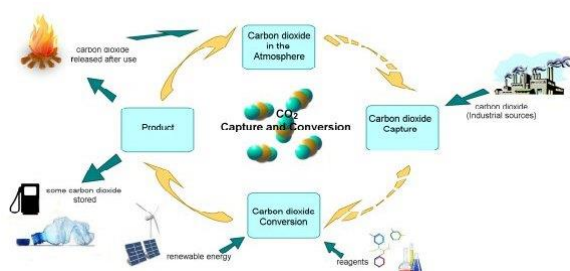 carbon dioxide
released after use
Carbon dioxide
in the
Atmosphere
CO2
Capture and Conversion
Product
Carbon dioxide
Capture
carbon dioxide
(Industrial sources)
some carbon dioxide
stored
Carbon dioxide
Conversion
renewable energy
reagents